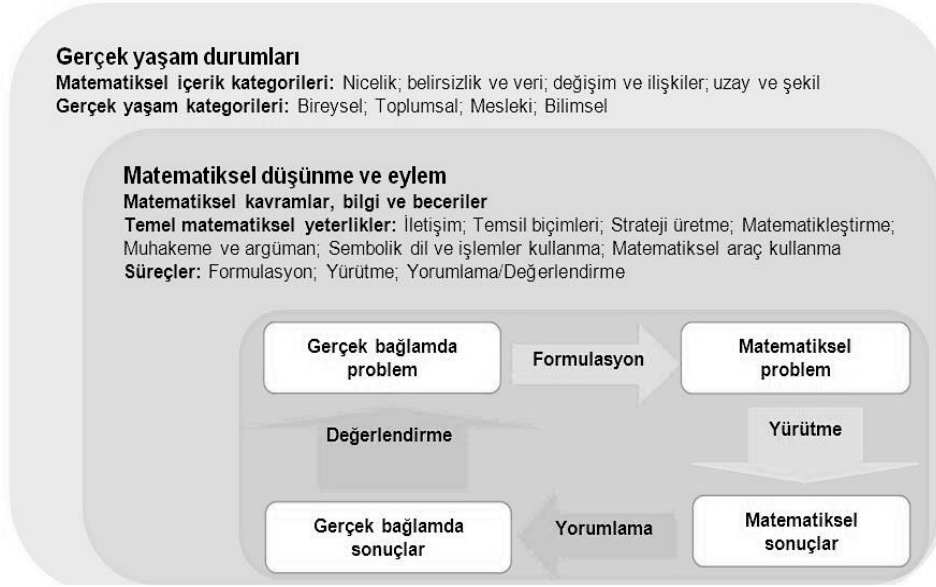 Gerçek yaşam durumları
Matematiksel içerik kategorileri: Nicelik; belirsizlik ve veri; değişim ve ilişkiler; uzay ve şekil
Gerçek yaşam kategorileri: Bireysel; Toplumsal; Mesleki; Bilimsel
Matematiksel düşünme ve eylem
Matematiksel kavramlar, bilgi ve beceriler
Temel matematiksel yeterlikler: İletişim; Temsil biçimleri; Strateji üretme; Matematikleştirme;
Muhakeme ve argüman; Sembolik dil ve işlemler kullanma; Matematiksel araç kullanma
Süreçler: Formulasyon; Yürütme; Yorumlama/Değerlendirme
Gerçek bağlamda
problem
Formulasyon
Matematiksel
problem
Değerlendirme
Yürütme
Gerçek bağlamda
sonuçlar
Yorumlama
Matematiksel
sonuçlar